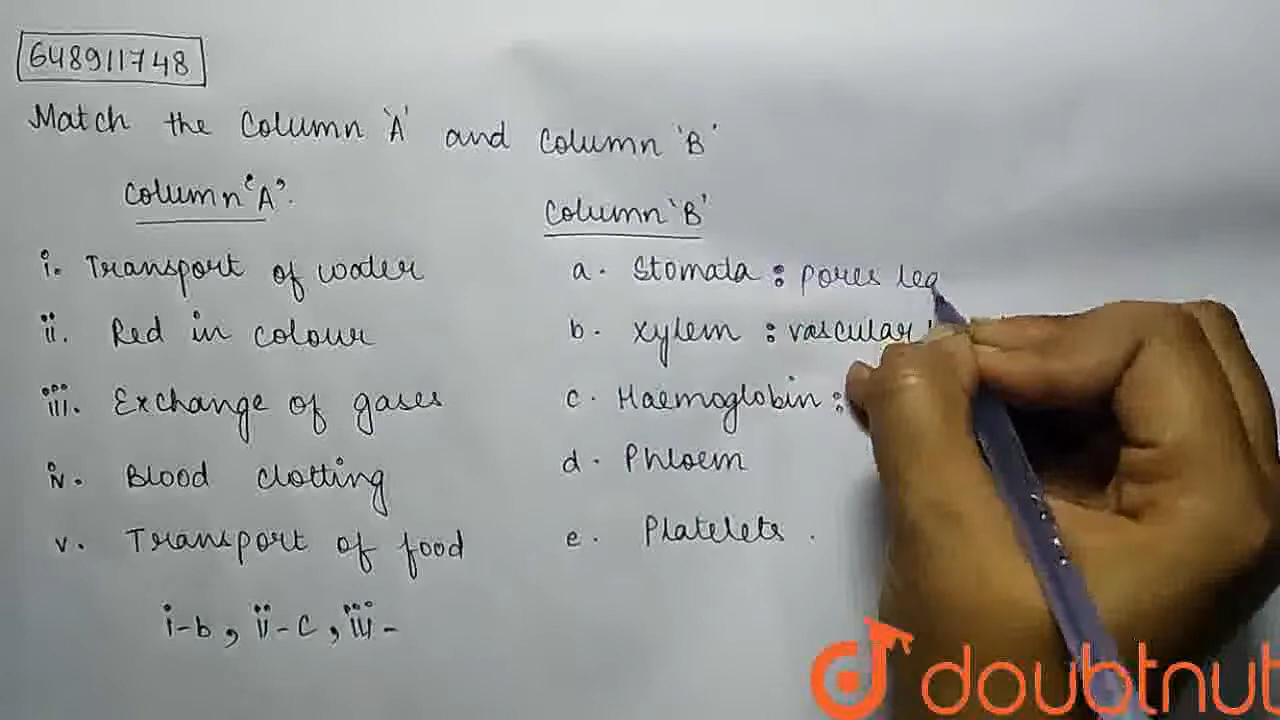 648911748
Match the Column 'A' and Column 'B'
Column 'A'.
Column 'B'
i. Transport of water
a. Stomata : pores lea
ii. Red in colour
b. xylem : vascular
iii. Exchange of gases
c. Haemoglobin :
iv. Blood clotting
d. Phloem
v. Transport of food
e. Platelets .
i-b, ii-c, iii-
doubtnut